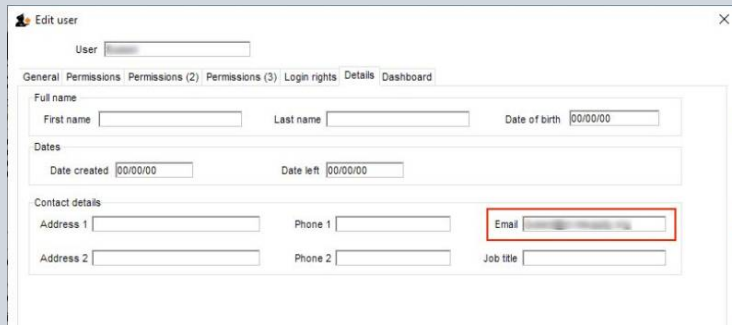 Edit user
User
General Permissions Permissions (2) Permissions (3) Login rights Details Dashboard
Full name
First name Last name Date of birth 00/00/00
Dates
Date created 00/00/00 Date left 00/00/00
Contact details
Address 1 Phone 1 Email
Address 2 Phone 2 Job title